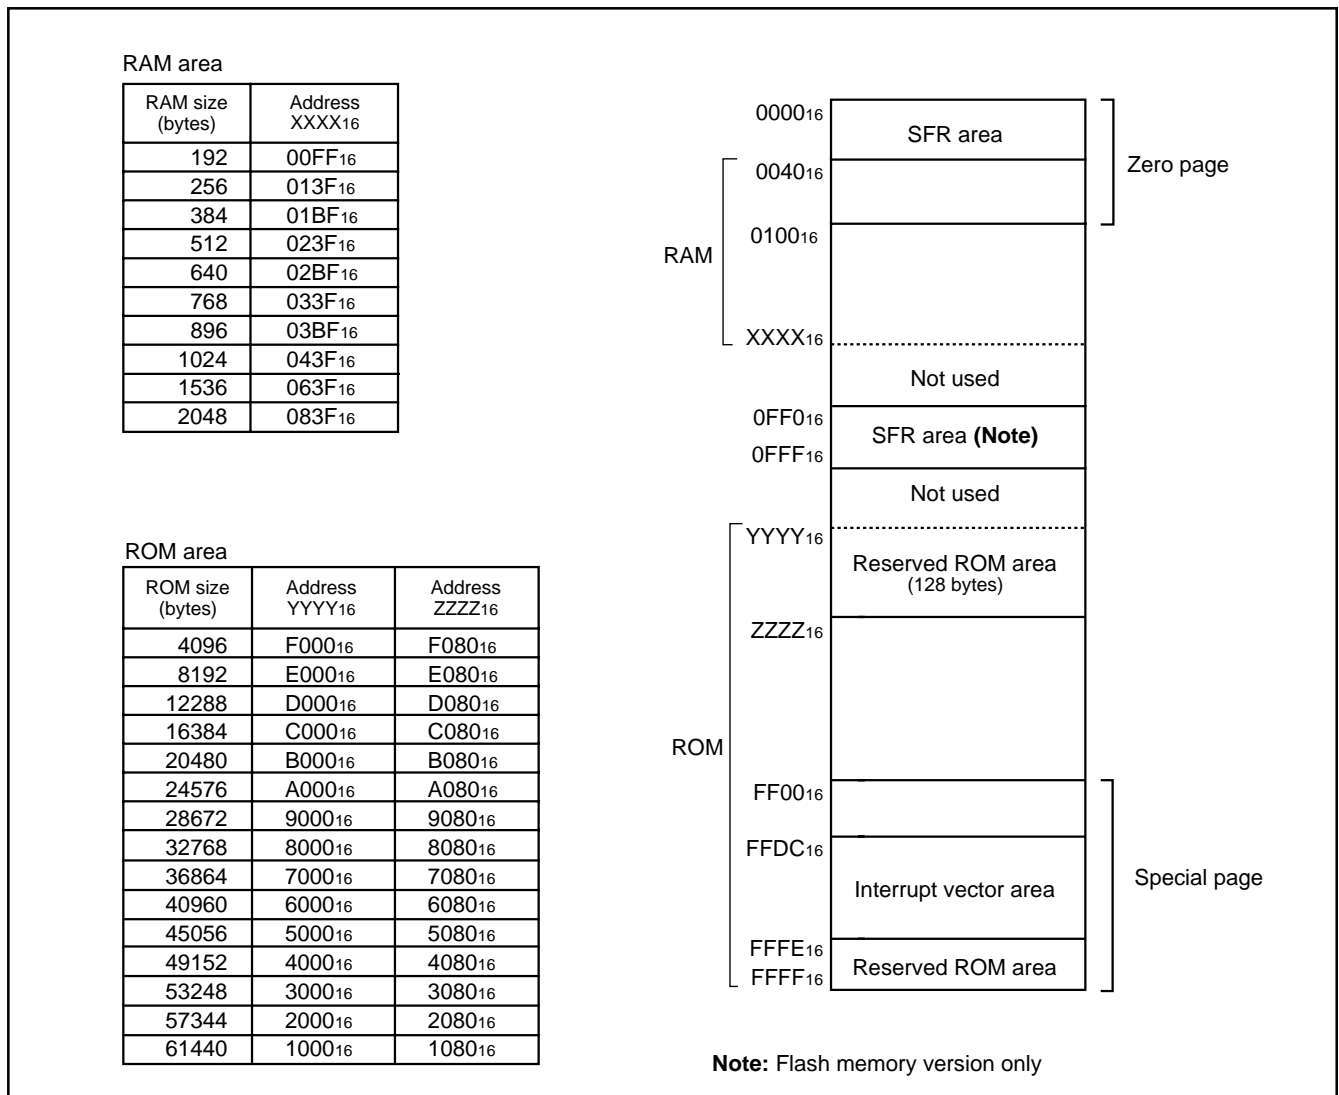 RAM area
RAM size (bytes) Address XXXX16
192 00FF16
256 013F16
384 01BF16
512 023F16
640 02BF16
768 033F16
896 03BF16
1024 043F16
1536 063F16
2048 083F16
ROM area
ROM size (bytes) Address YYYY16 Address ZZZZ16
4096 F00016 F08016
8192 E00016 E08016
12288 D00016 D08016
16384 C00016 C08016
20480 B00016 B08016
24576 A00016 A08016
28672 900016 908016
32768 800016 808016
36864 700016 708016
40960 600016 608016
45056 500016 508016
49152 400016 408016
53248 300016 308016
57344 200016 208016
61440 100016 108016
000016
SFR area
Zero page
004016
010016
RAM
XXXX16
Not used
0FF016
SFR area (Note)
0FFF16
Not used
YYYY16
Reserved ROM area
(128 bytes)
ZZZZ16
ROM
FF0016
FFDC16
Interrupt vector area
Special page
FFFE16
Reserved ROM area
FFFF16
Note: Flash memory version only